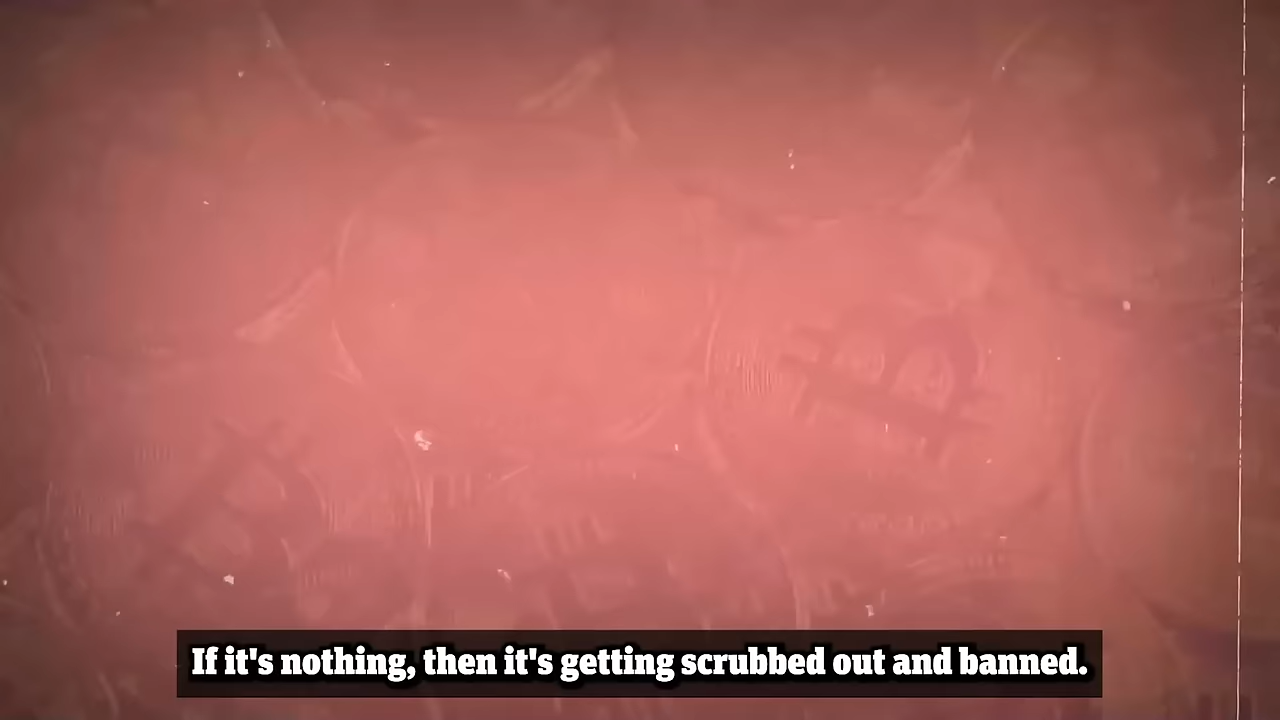 If it's nothing, then it's getting scrubbed out and banned.